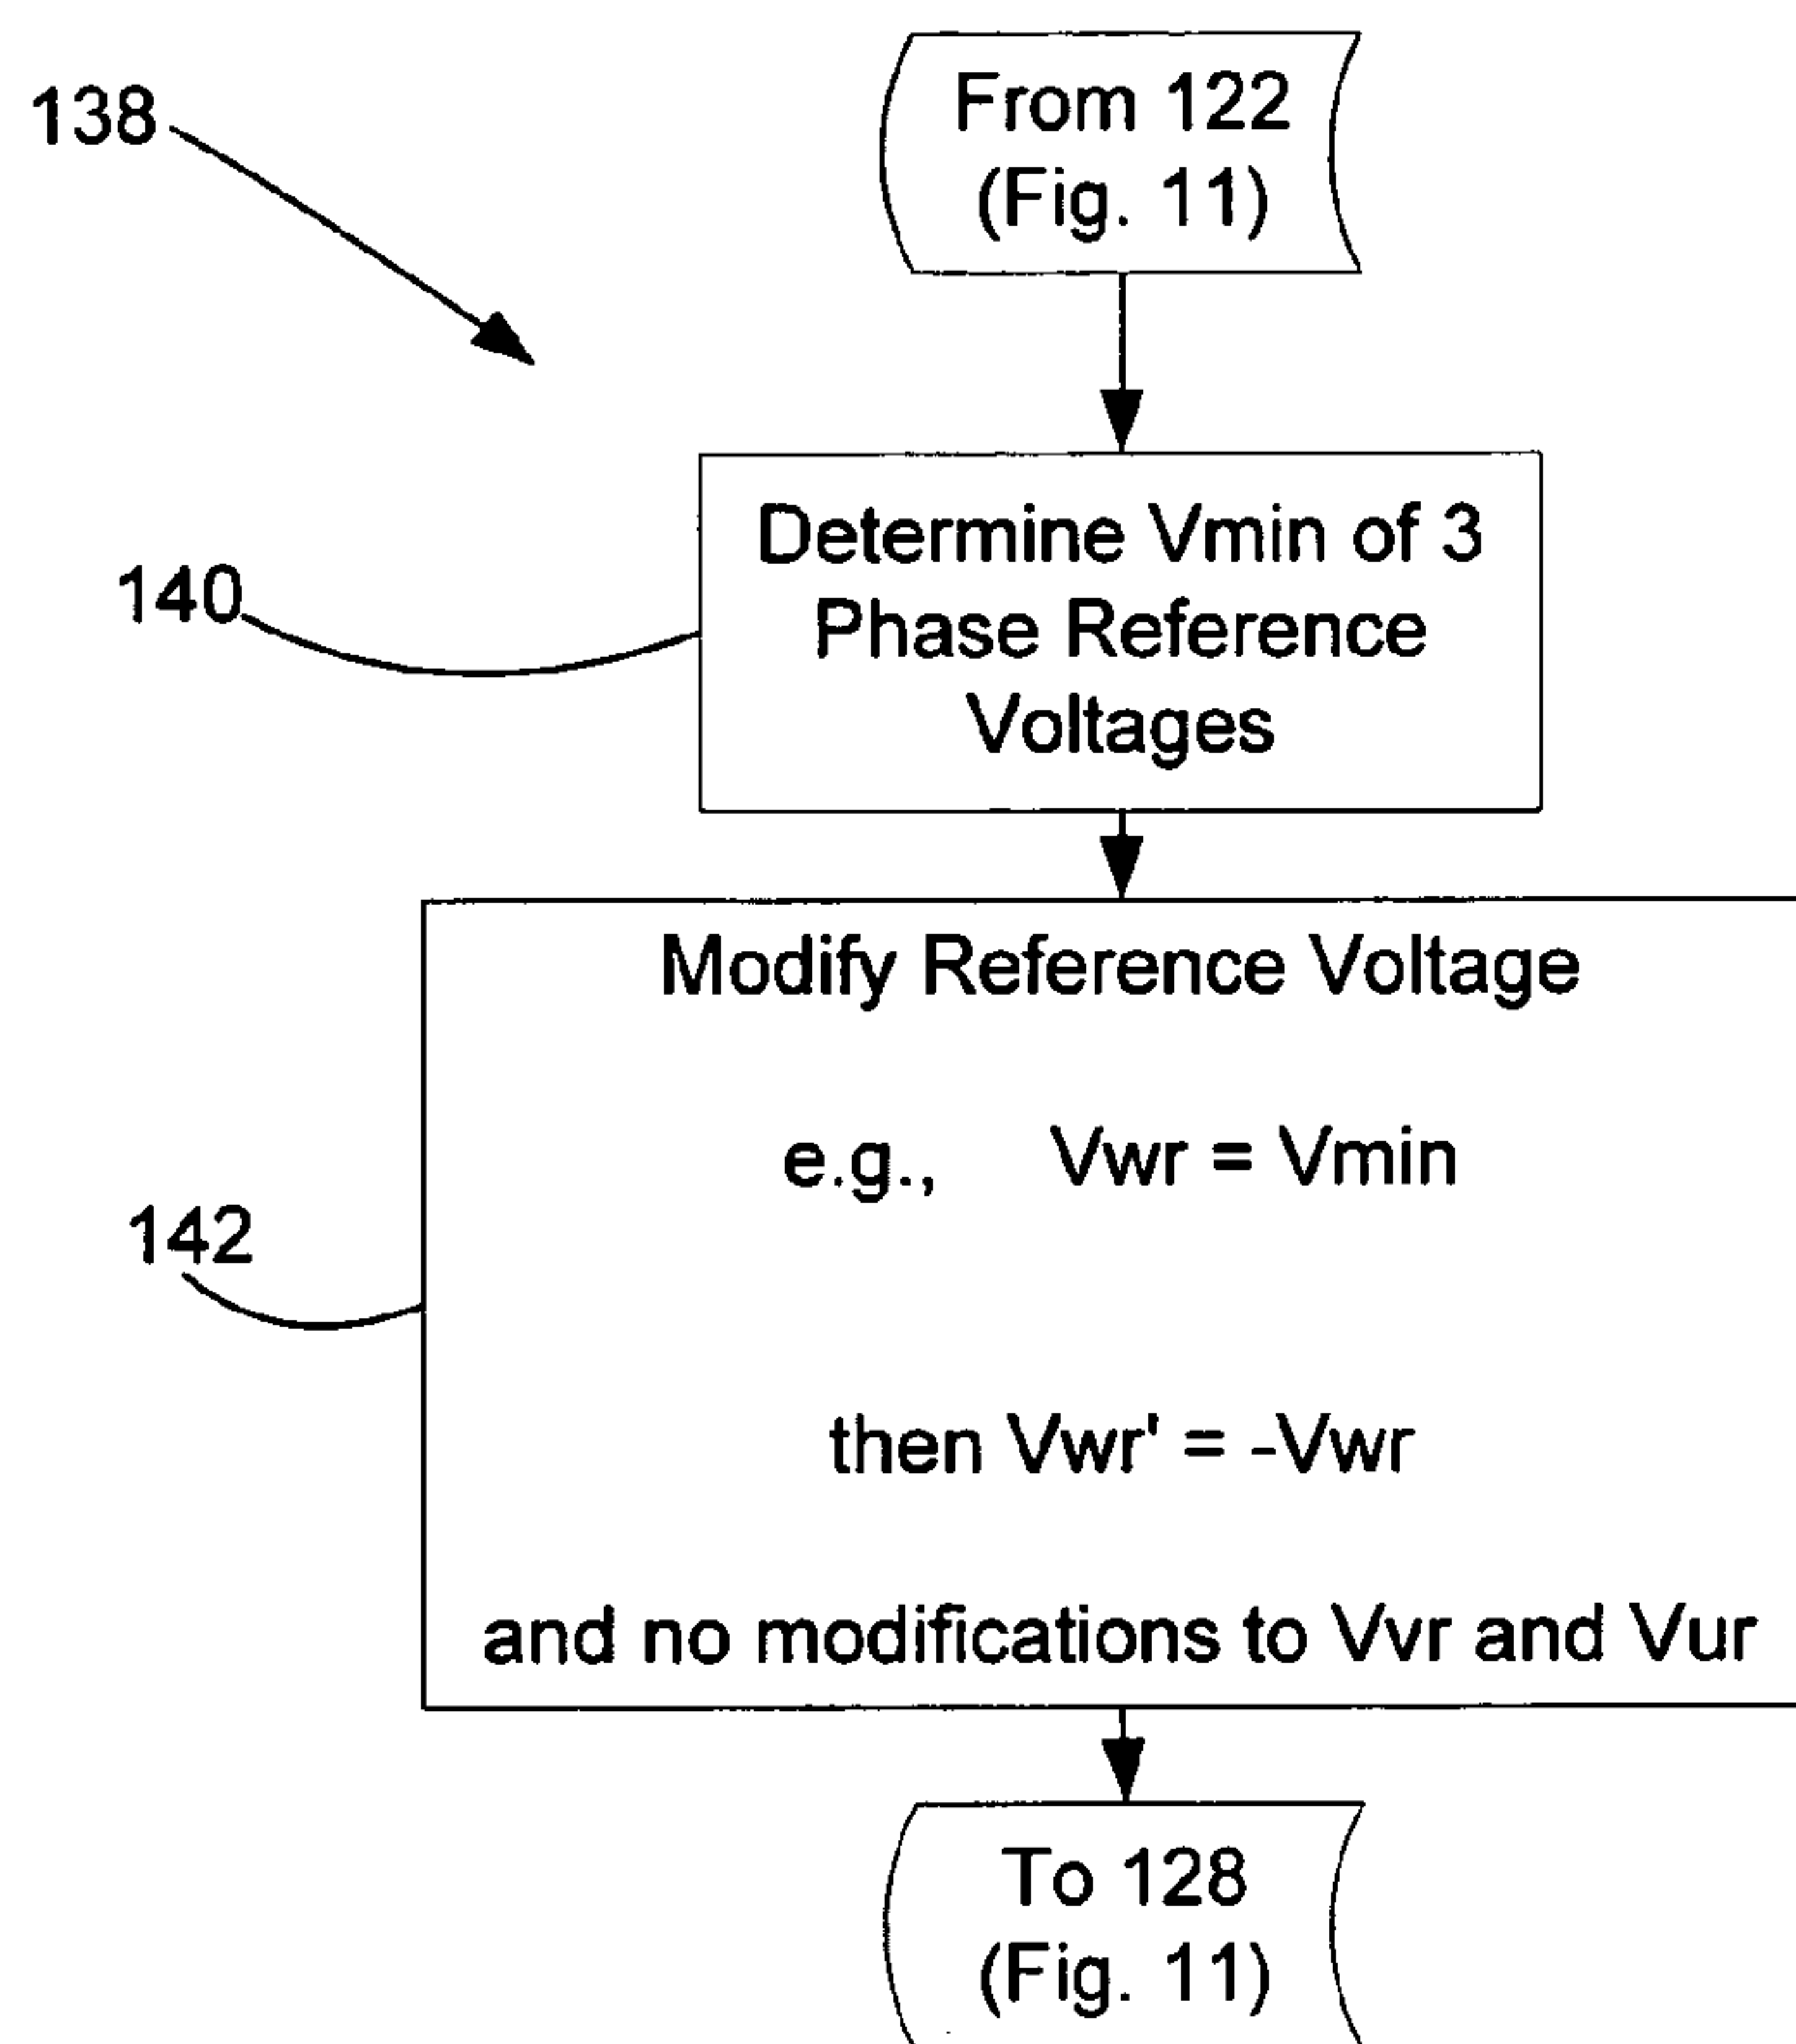 138
From 122
(Fig. 11)
140
Determine Vmin of 3
Phase Reference
Voltages
142
Modify Reference Voltage
e.g., Vwr = Vmin
then Vwr' = -Vwr
and no modifications to Vvr and Vur
To 128
(Fig. 11)